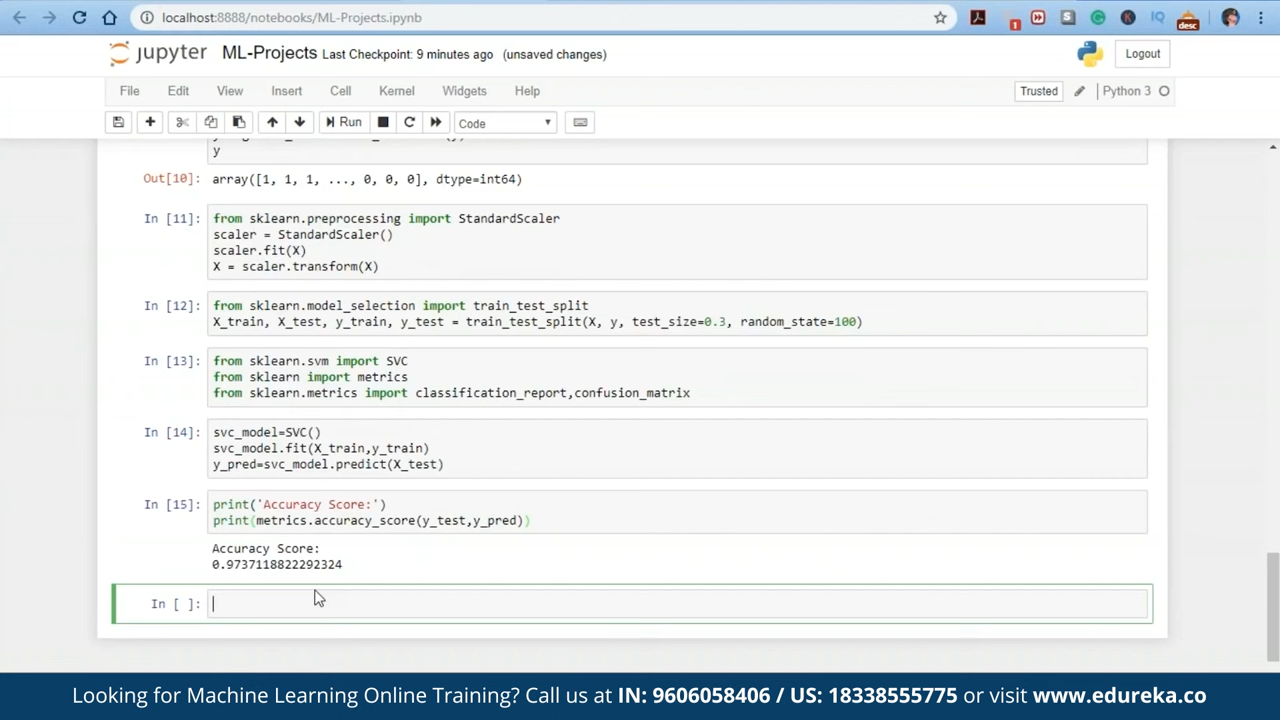 localhost:8888/notebooks/ML-Projects.ipynb
1
desc
jupyter ML-Projects Last Checkpoint: 9 minutes ago (unsaved changes)
Logout
File Edit View Insert Cell Kernel Widgets Help
Trusted
Python 3
Run
Code
y
Out[10]: array([1, 1, 1, ..., 0, 0, 0], dtype=int64)
In [11]: from sklearn.preprocessing import StandardScaler
scaler = StandardScaler()
scaler.fit(X)
X = scaler.transform(X)
In [12]: from sklearn.model_selection import train_test_split
X_train, X_test, y_train, y_test = train_test_split(X, y, test_size=0.3, random_state=100)
In [13]: from sklearn.svm import SVC
from sklearn import metrics
from sklearn.metrics import classification_report,confusion_matrix
In [14]: svc_model=SVC()
svc_model.fit(X_train,y_train)
y_pred=svc_model.predict(X_test)
In [15]: print('Accuracy Score:')
print(metrics.accuracy_score(y_test,y_pred))
Accuracy Score:
0.9737118822292324
In [ ]:
Looking for Machine Learning Online Training? Call us at IN: 9606058406 / US: 18338555775 or visit www.edureka.co